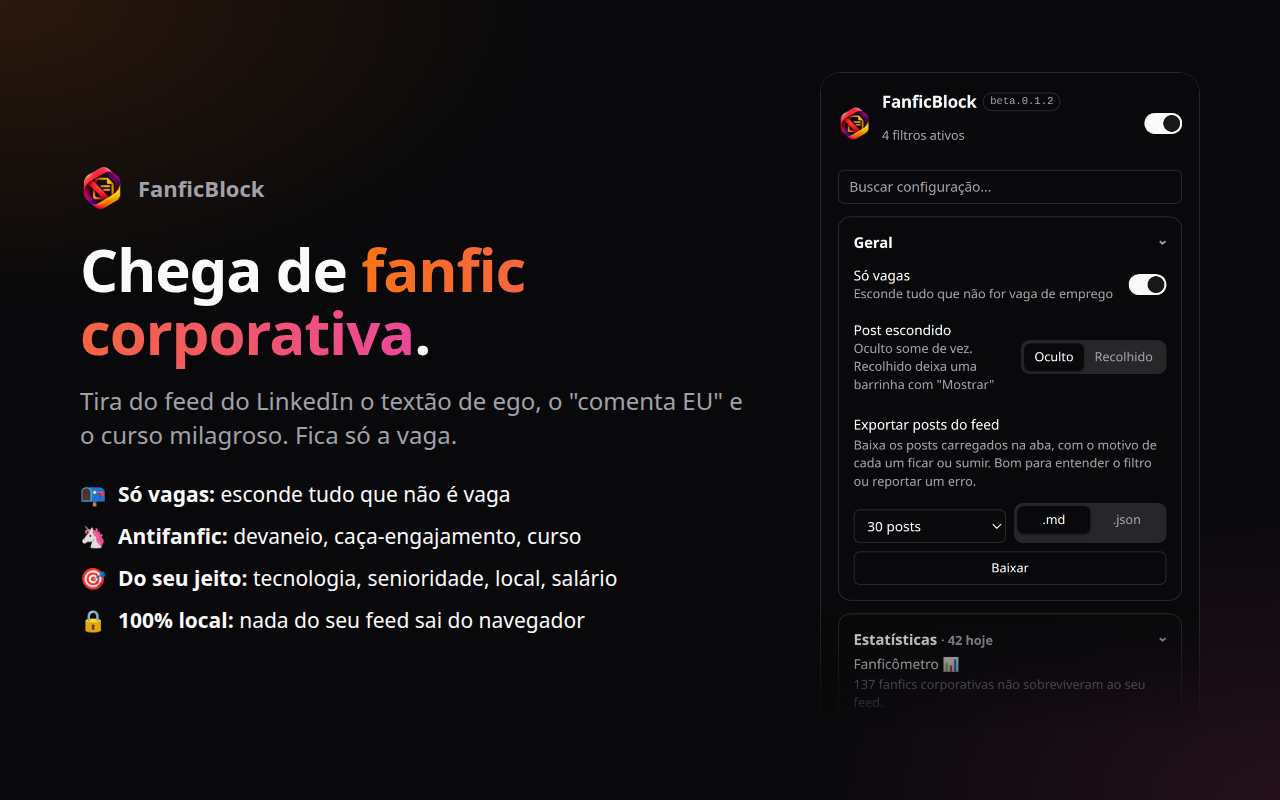 FanficBlock
Chega de fanfic
corporativa.
Tira do feed do LinkedIn o textão de ego, o "comenta EU" e
o curso milagroso. Fica só a vaga.
Só vagas: esconde tudo que não é vaga
Antifanfic: devaneio, caça-engajamento, curso
Do seu jeito: tecnologia, senioridade, local, salário
100% local: nada do seu feed sai do navegador
FanficBlock beta.0.1.2
4 filtros ativos
Buscar configuração...
Geral
Só vagas
Esconde tudo que não for vaga de emprego
Post escondido
Oculto some de vez.
Recolhido deixa uma
barrinha com "Mostrar"
Oculto Recolhido
Exportar posts do feed
Baixa os posts carregados na aba, com o motivo de
cada um ficar ou sumir. Bom para entender o filtro
ou reportar um erro.
30 posts .md .json
Baixar
Estatísticas · 42 hoje
Fanficômetro
137 fanfics corporativas não sobreviveram ao seu
feed.